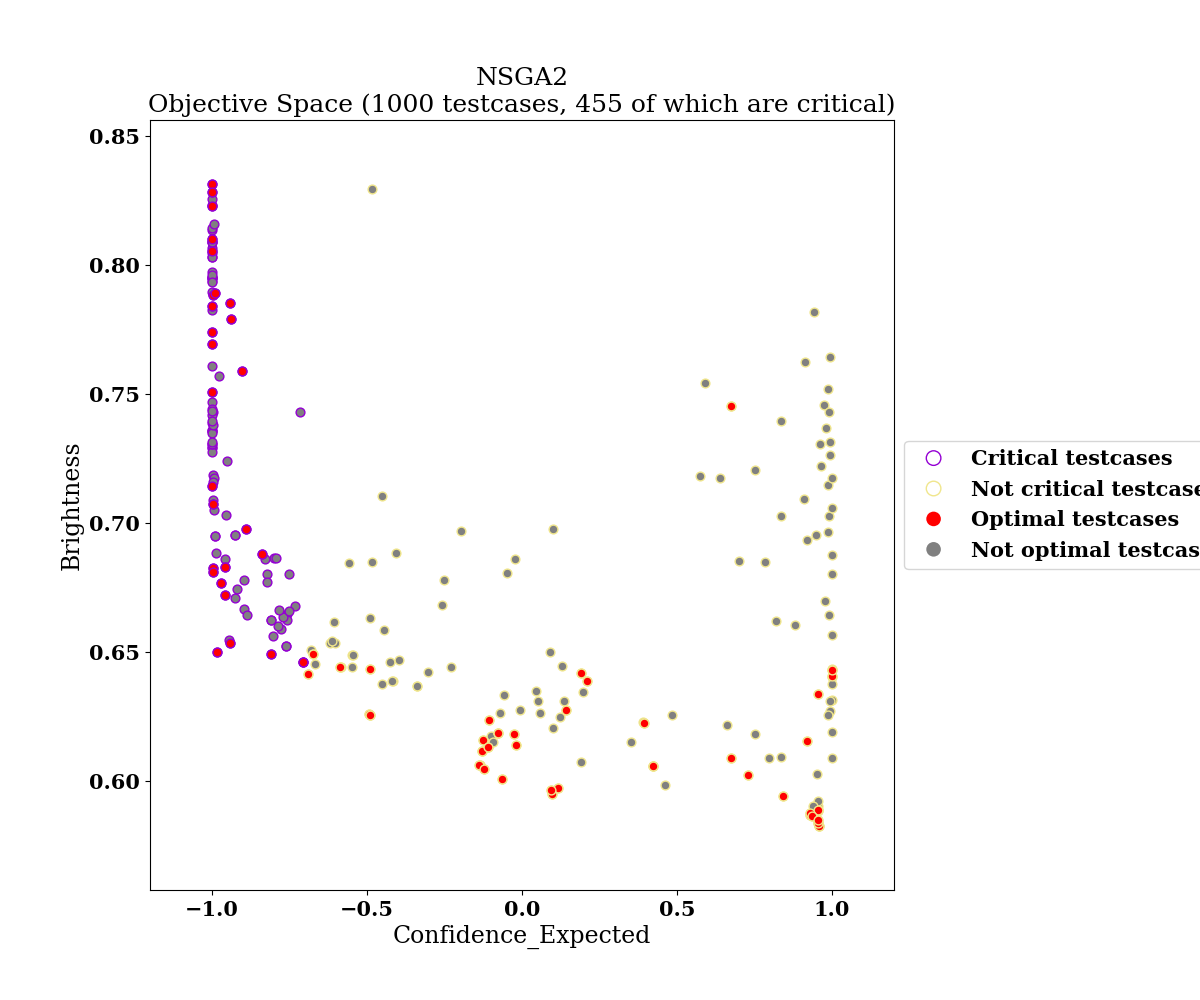 NSGA2
Objective Space (1000 testcases, 455 of which are critical)
0.85
0.80
0.75
0.70
0.65
0.60
Brightness
−1.0
−0.5
0.0
0.5
1.0
Confidence_Expected
Critical testcases
Not critical testcase
Optimal testcases
Not optimal testcas